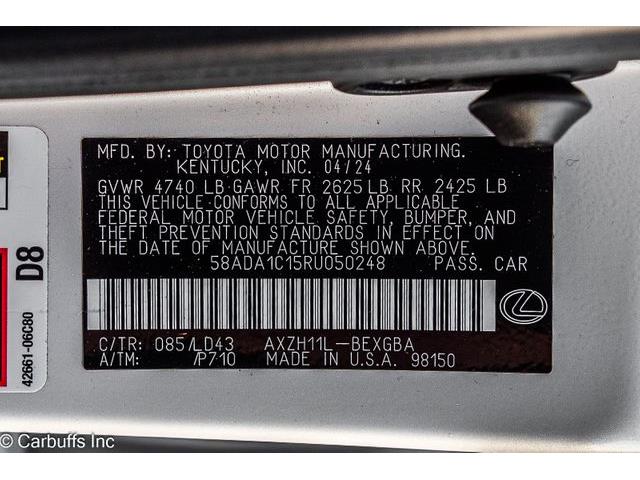 MFD. BY: TOYOTA MOTOR MANUFACTURING.
KENTUCKY, INC. 04/24
GVWR 4740 LB GAWR FR 2625 LB RR 2425 LB
THIS VEHICLE CONFORMS TO ALL APPLICABLE
FEDERAL MOTOR VEHICLE SAFETY, BUMPER, AND
THEFT PREVENTION STANDARDS IN EFFECT ON
THE DATE OF MANUFACTURE SHOWN ABOVE.
58ADA1C15RU050248 PASS. CAR
C/TR: 085/LD43 AXZH11L-BEXGBA
A/TM: /P710 MADE IN U.S.A. 98150
D8
42661-06C80
© Carbuffs Inc